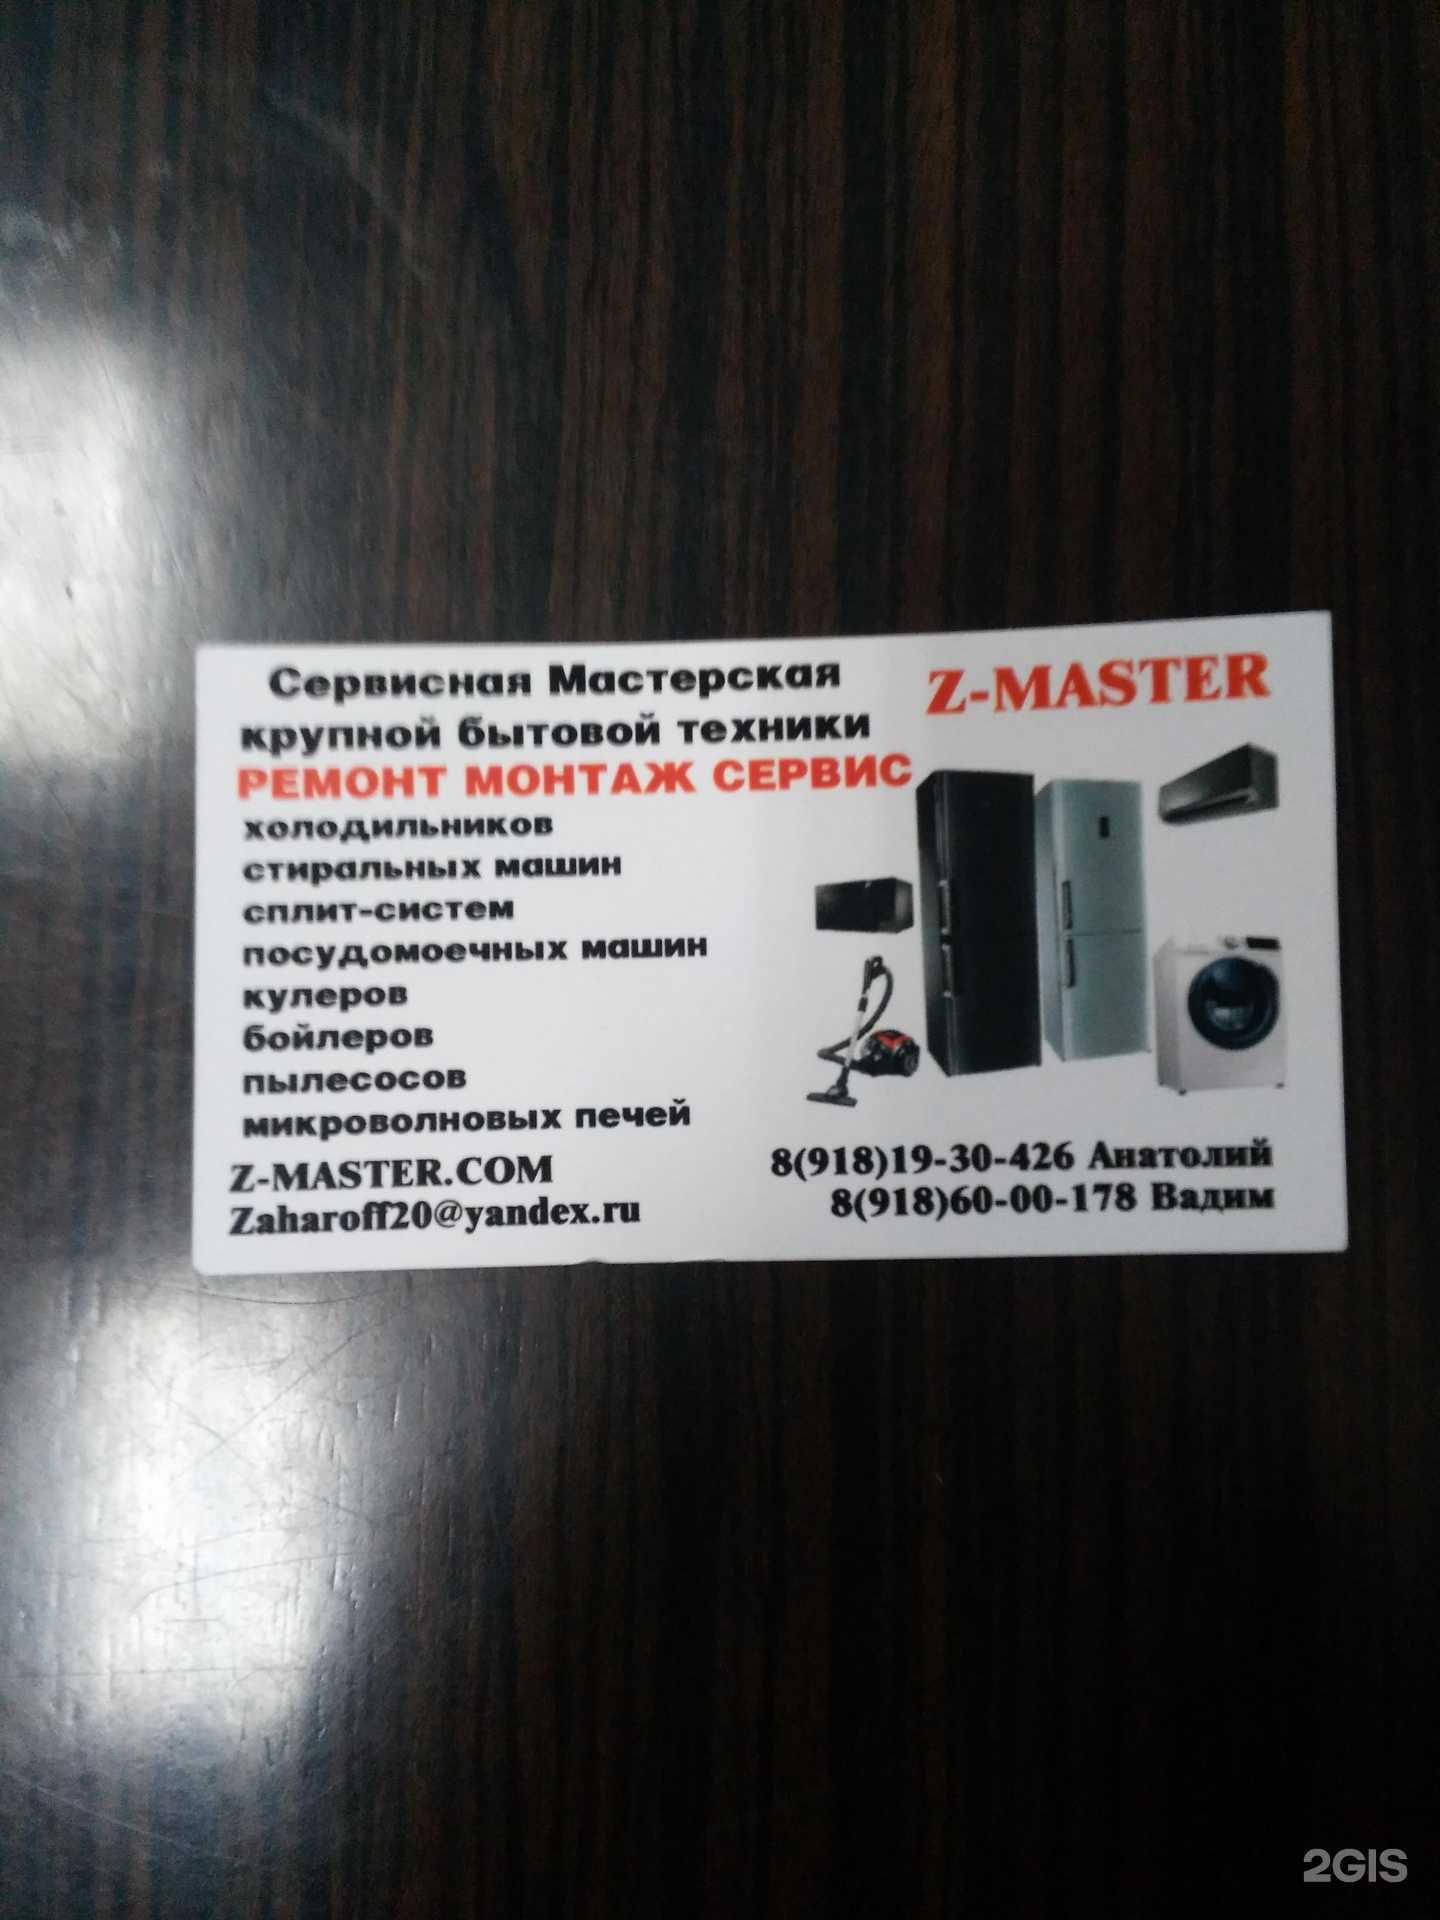 Сервисная Мастерская
крупной бытовой техники
Z-MASTER
РЕМОНТ МОНТАЖ СЕРВИС
холодильников
стиральных машин
сплит-систем
посудомоечных машин
кулеров
бойлеров
пылесосов
микроволновых печей
Z-MASTER.COM
Zaharoff20@yandex.ru
8(918)19-30-426 Анатолий
8(918)60-00-178 Вадим
2GIS